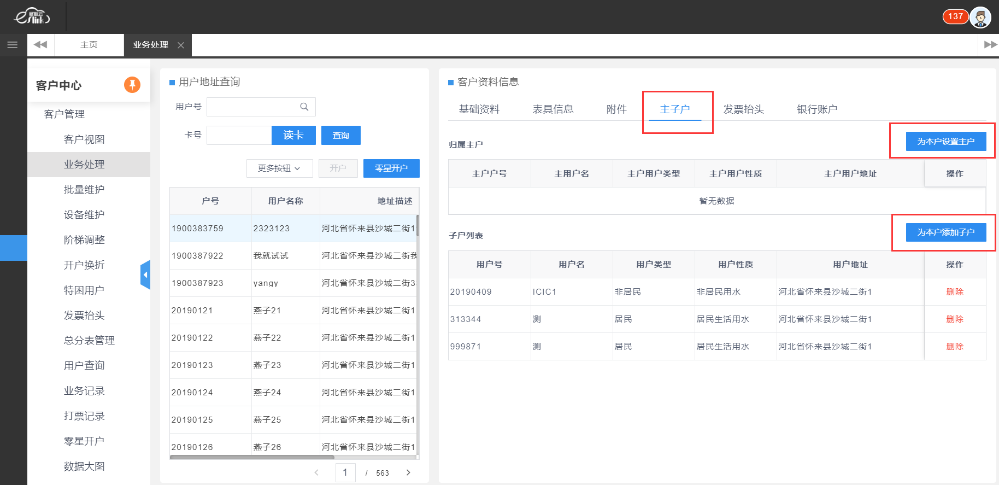 易联云
elink
137
主页
业务处理
客户中心
客户管理
客户视图
业务处理
批量维护
设备维护
阶梯调整
开户换折
特困用户
发票抬头
总分表管理
用户查询
业务记录
打票记录
零星开户
数据大图
用户地址查询
用户号
卡号
读卡
查询
更多按钮
开户
零星开户
户号 用户名称 地址描述
1900383759 2323123 河北省怀来县沙城二街1
1900387922 我就试试 河北省怀来县沙城二街我
1900387923 yangy 河北省怀来县沙城二街3
20190121 燕子21 河北省怀来县沙城二街1
20190122 燕子22 河北省怀来县沙城二街1
20190123 燕子23 河北省怀来县沙城二街1
20190124 燕子24 河北省怀来县沙城二街1
20190125 燕子25 河北省怀来县沙城二街1
20190126 燕子26 河北省怀来县沙城二街1
1 / 563
客户资料信息
基础资料 表具信息 附件 主子户 发票抬头 银行账户
归属主户
为本户设置主户
主户户号 主用户名 主户用户类型 主户用户性质 主户用户地址 操作
暂无数据
子户列表
为本户添加子户
用户号 用户名 用户类型 用户性质 用户地址 操作
20190409 ICIC1 非居民 非居民用水 河北省怀来县沙城二街1 删除
313344 测 居民 居民生活用水 河北省怀来县沙城二街1 删除
999871 测 居民 居民生活用水 河北省怀来县沙城二街1 删除